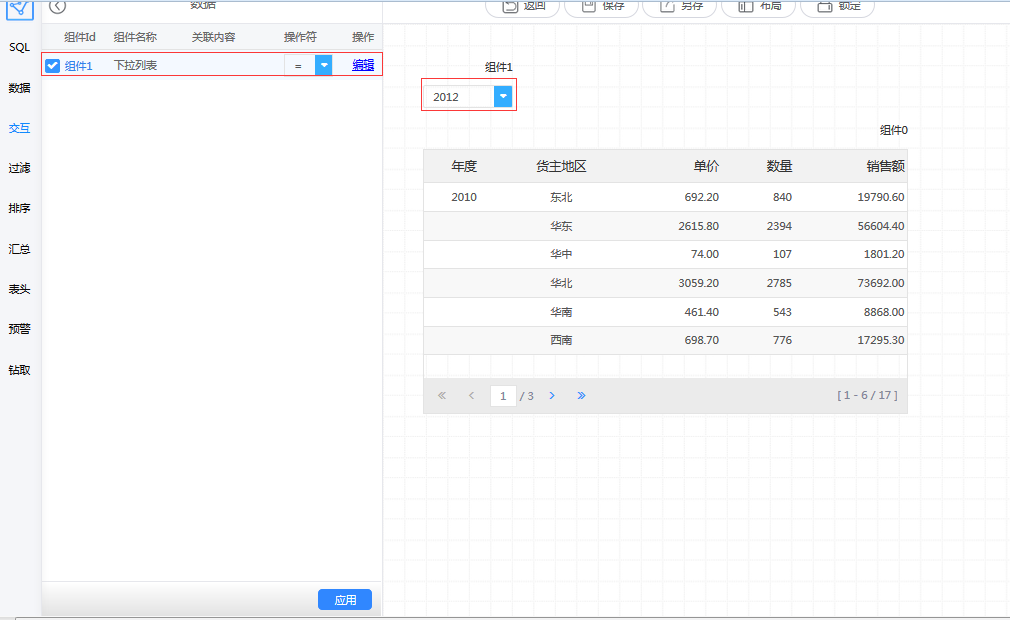 数据
返回 保存 另存 布局 锁定
SQL
数据
交互
过滤
排序
汇总
表头
预警
钻取
组件Id 组件名称 关联内容 操作符 操作
组件1 下拉列表 = 编辑
应用
组件1
2012
组件0
年度 货主地区 单价 数量 销售额
2010 东北 692.20 840 19790.60
华东 2615.80 2394 56604.40
华中 74.00 107 1801.20
华北 3059.20 2785 73692.00
华南 461.40 543 8868.00
西南 698.70 776 17295.30
1 / 3 [ 1 - 6 / 17 ]